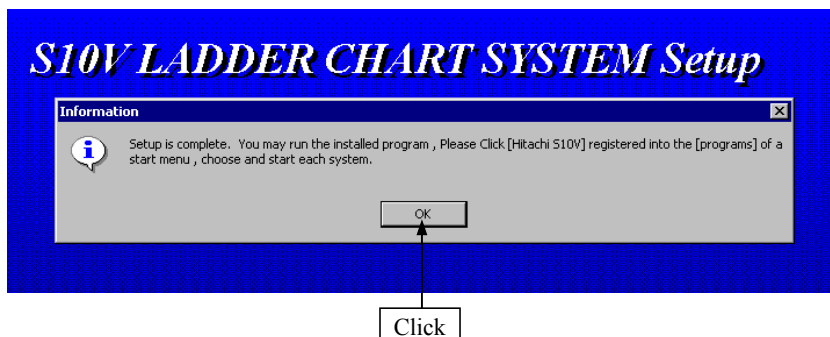 S10V LADDER CHART SYSTEM Setup
Information
Setup is complete.  You may run the installed program , Please Click [Hitachi S10V] registered into the [programs] of a
start menu , choose and start each system.
OK
Click